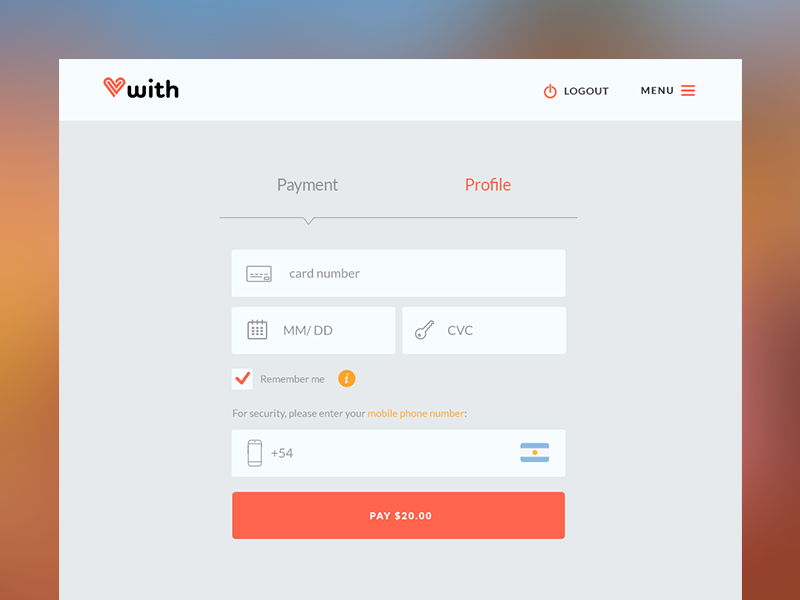 with
LOGOUT
MENU
Payment
Profile
card number
MM/ DD
CVC
Remember me
i
For security, please enter your mobile phone number:
+54
PAY $20.00